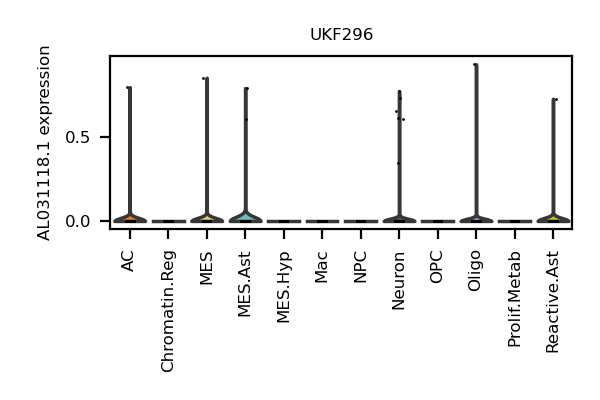 UKF296
AL031118.1 expression
0.5
0.0
AC
Chromatin.Reg
MES
MES.Ast
MES.Hyp
Mac
NPC
Neuron
OPC
Oligo
Prolif.Metab
Reactive.Ast